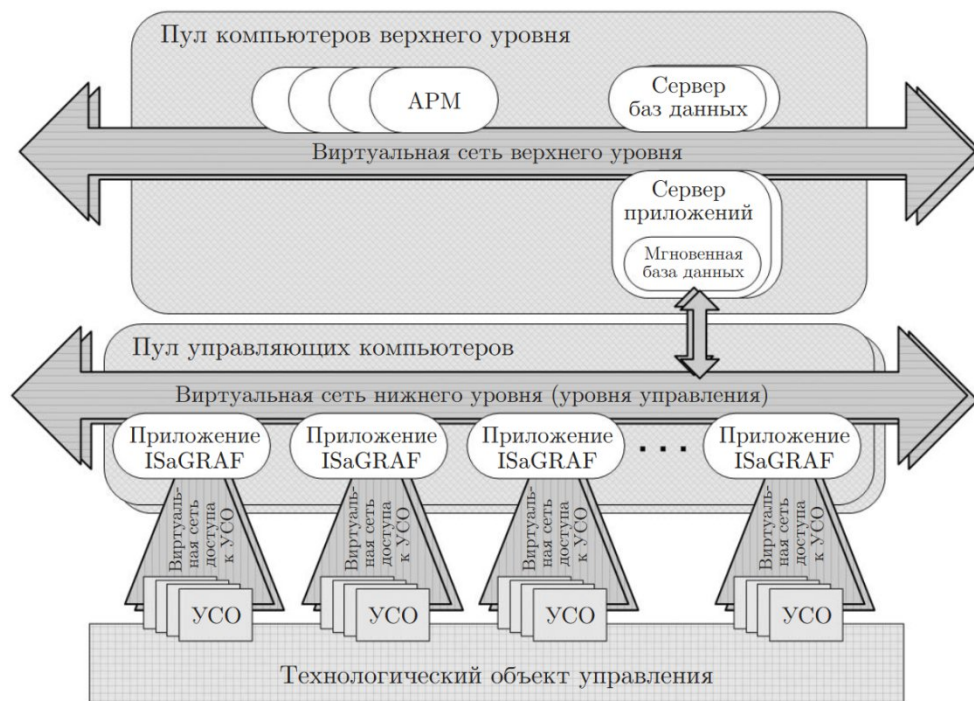 Пул компьютеров верхнего уровня
АРМ
Сервер
баз данных
Виртуальная сеть верхнего уровня
Сервер
приложений
Мгновенная
база данных
Пул управляющих компьютеров
Виртуальная сеть нижнего уровня (уровня управления)
Приложение
ISaGRAF
Приложение
ISaGRAF
Приложение
ISaGRAF
...
Приложение
ISaGRAF
Виртуаль-
ная сеть
доступа
к УСО
Виртуаль-
ная сеть
доступа
к УСО
Виртуаль-
ная сеть
доступа
к УСО
Виртуаль-
ная сеть
доступа
к УСО
УСО
УСО
УСО
УСО
Технологический объект управления